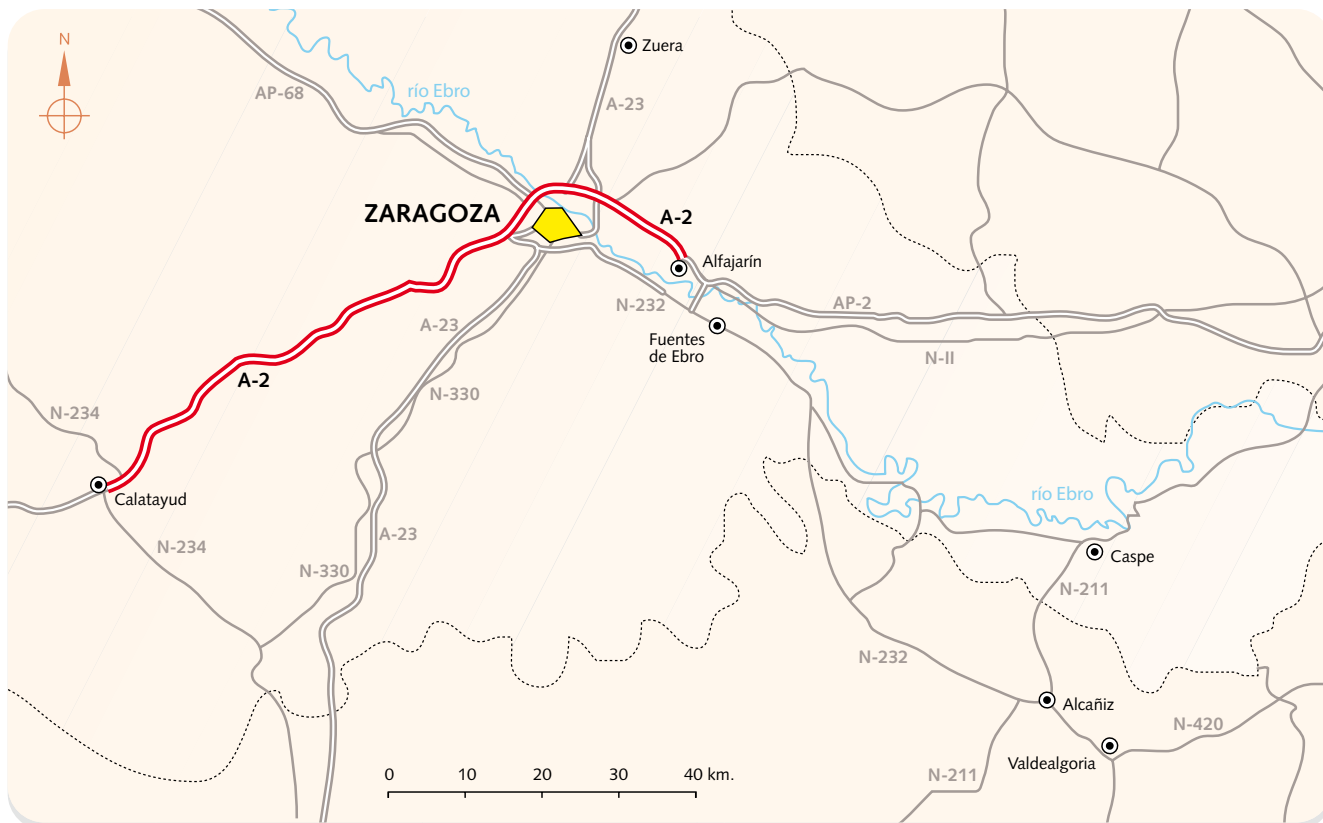 N
Zuera
AP-68
río Ebro
A-23
ZARAGOZA
A-2
Alfajarín
N-232
AP-2
A-23
Fuentes
de Ebro
N-II
A-2
N-330
N-234
Calatayud
río Ebro
N-234
A-23
Caspe
N-330
N-211
N-232
Alcañiz
N-420
Valdealgoria
N-211
0 10 20 30 40 km.